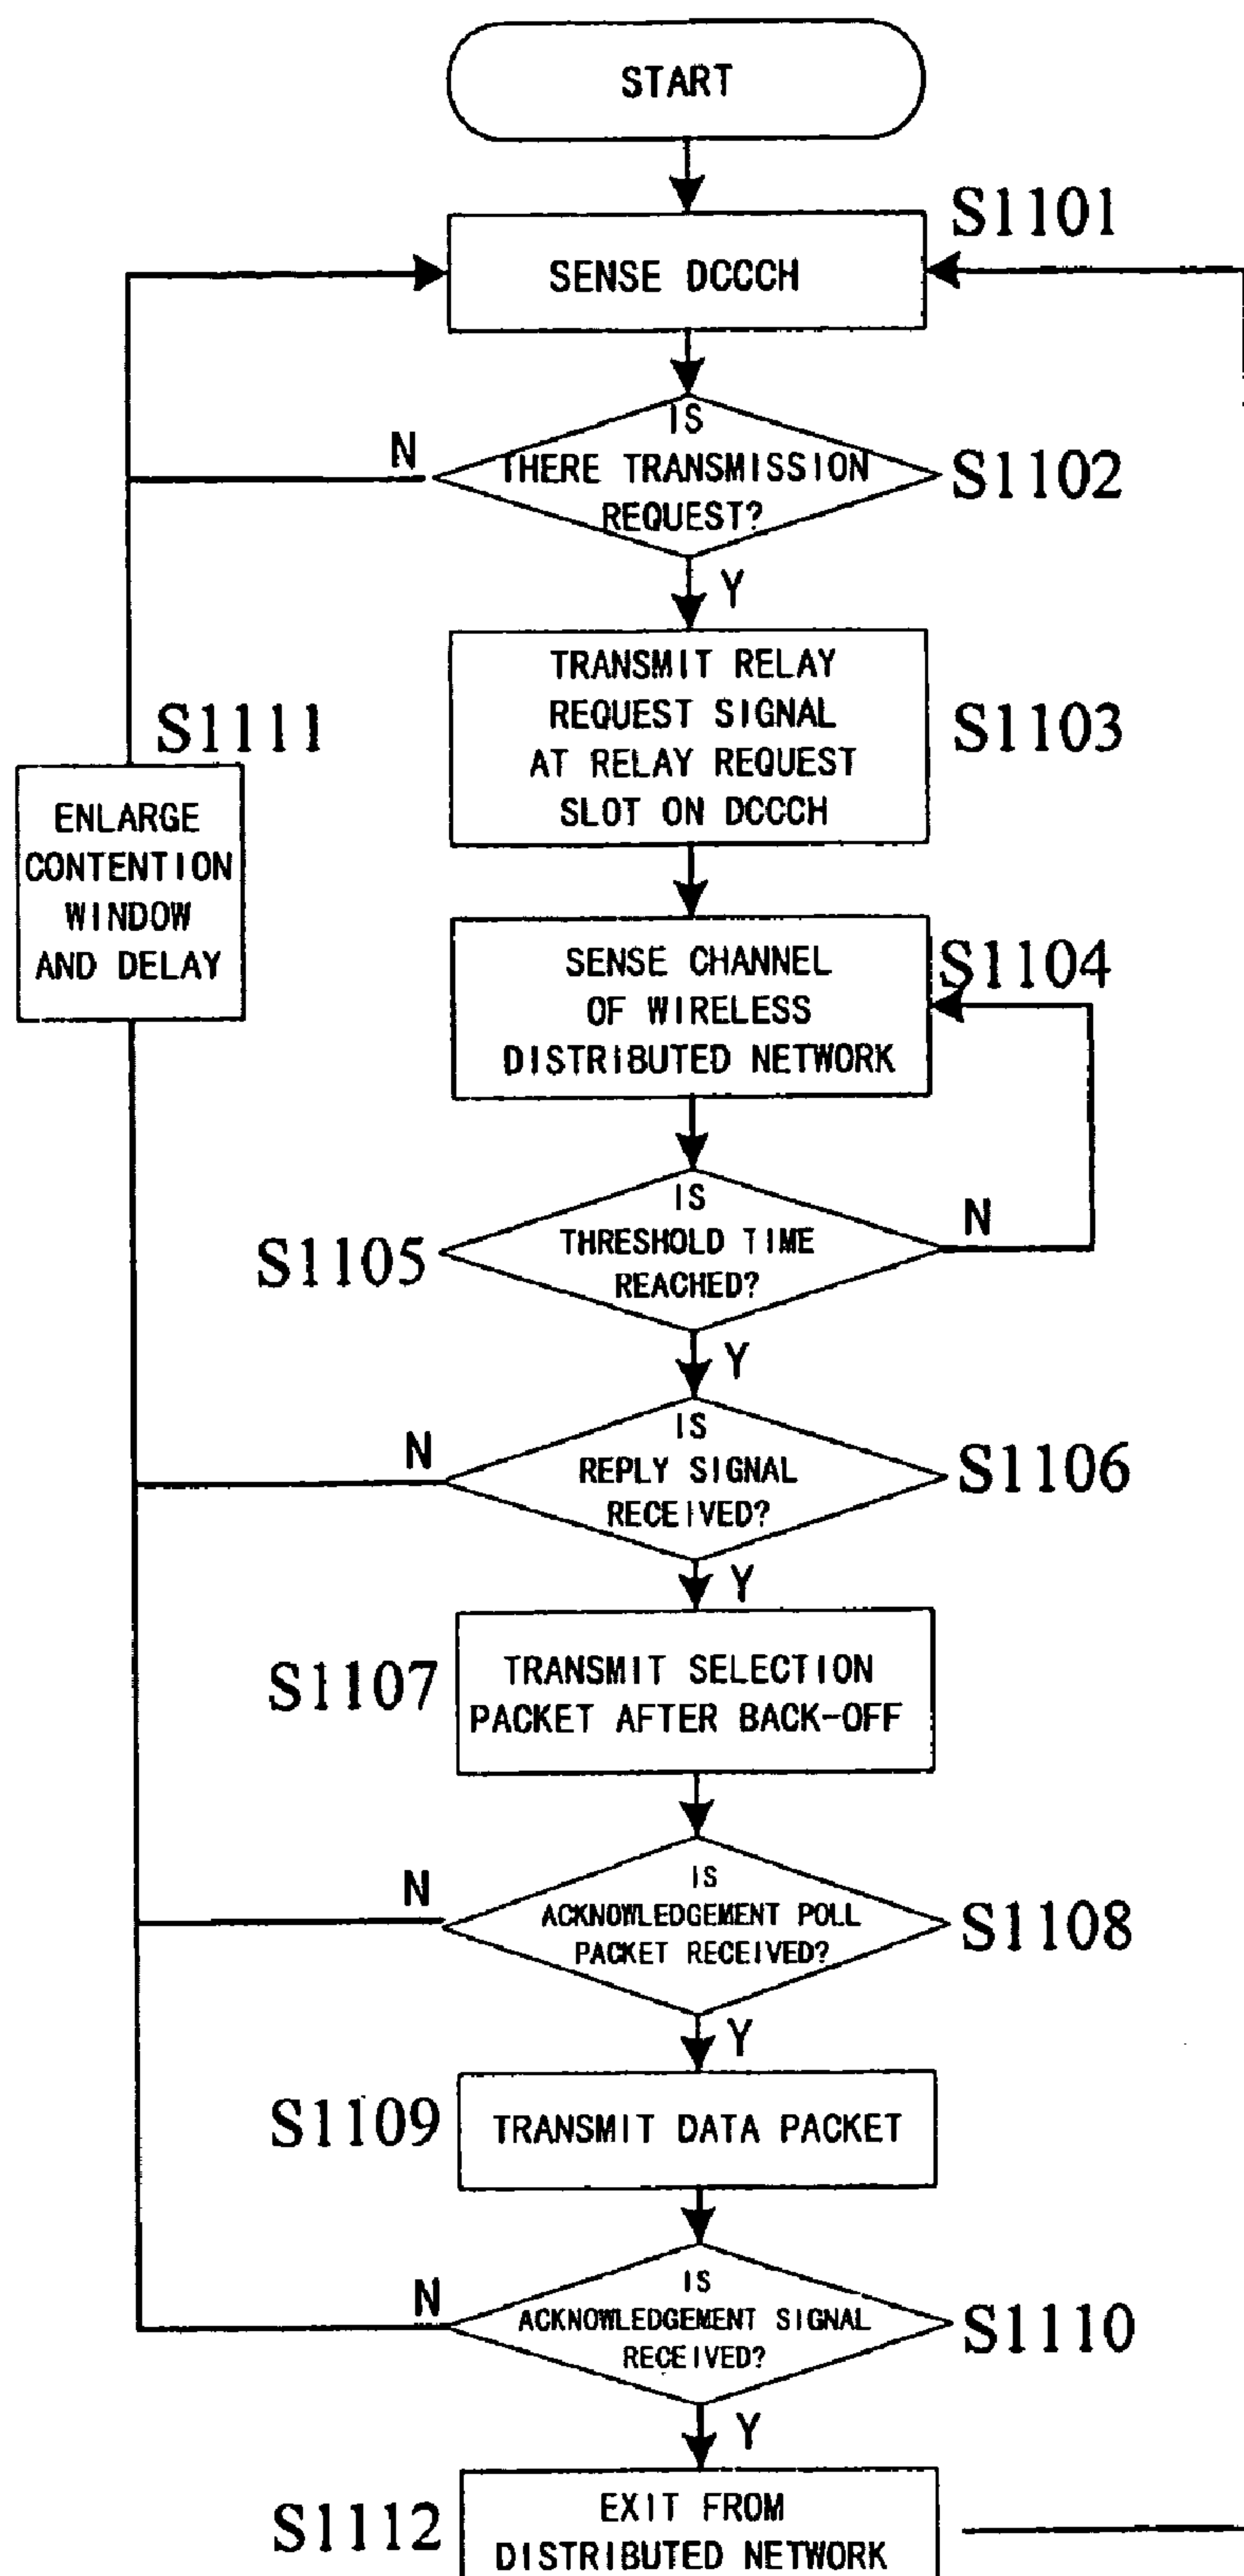 START
S1101
SENSE DCCCH
IS
THERE TRANSMISSION
REQUEST?
N
S1102
Y
TRANSMIT RELAY
REQUEST SIGNAL
AT RELAY REQUEST
SLOT ON DCCCH
S1103
S1111
ENLARGE
CONTENTION
WINDOW
AND DELAY
SENSE CHANNEL
OF WIRELESS
DISTRIBUTED NETWORK
S1104
IS
THRESHOLD TIME
REACHED?
N
S1105
Y
IS
REPLY SIGNAL
RECEIVED?
N
S1106
Y
S1107
TRANSMIT SELECTION
PACKET AFTER BACK-OFF
IS
ACKNOWLEDGEMENT POLL
PACKET RECEIVED?
N
S1108
Y
S1109
TRANSMIT DATA PACKET
IS
ACKNOWLEDGEMENT SIGNAL
RECEIVED?
N
S1110
Y
S1112
EXIT FROM
DISTRIBUTED NETWORK